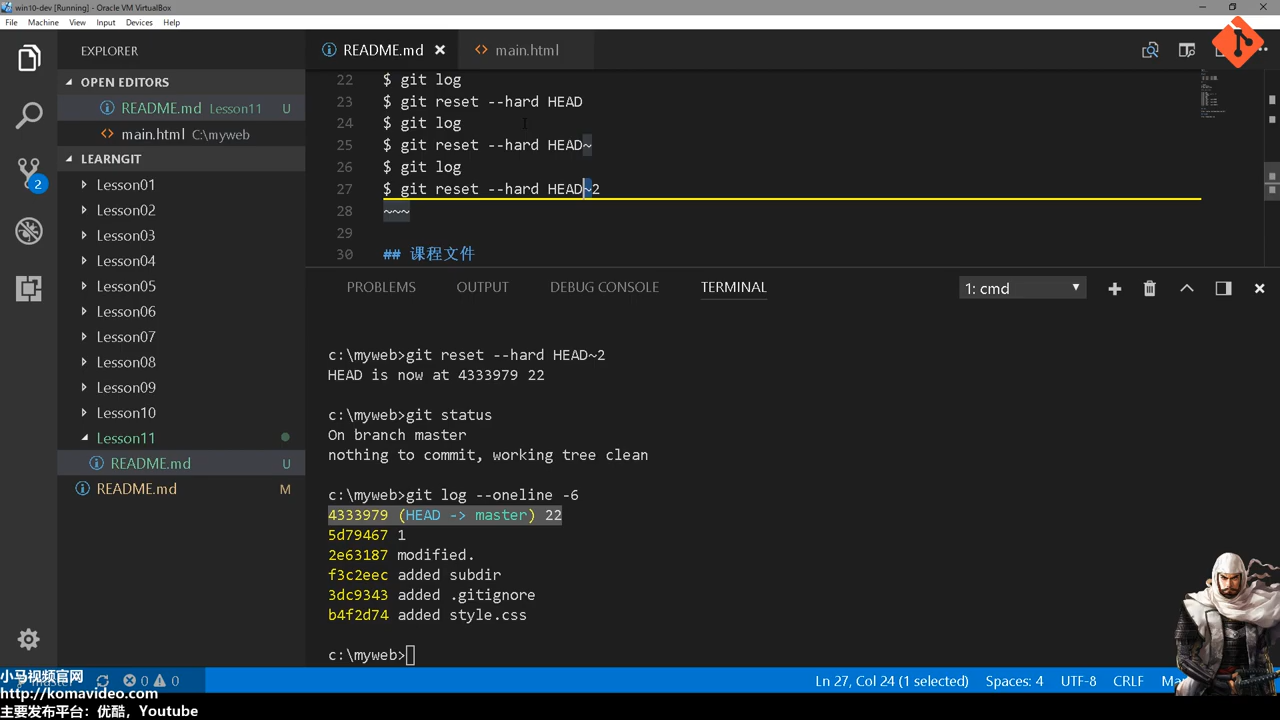 win10-dev [Running] - Oracle VM VirtualBox
File Machine View Input Devices Help
EXPLORER
OPEN EDITORS
README.md Lesson11 U
main.html C:\myweb
LEARNGIT
Lesson01
Lesson02
Lesson03
Lesson04
Lesson05
Lesson06
Lesson07
Lesson08
Lesson09
Lesson10
Lesson11
README.md U
README.md M
2
README.md
main.html
22 $ git log
23 $ git reset --hard HEAD
24 $ git log
25 $ git reset --hard HEAD~
26 $ git log
27 $ git reset --hard HEAD~2
28 ~~~
29
30 ## 课程文件
PROBLEMS OUTPUT DEBUG CONSOLE TERMINAL 1: cmd
c:\myweb>git reset --hard HEAD~2
HEAD is now at 4333979 22
c:\myweb>git status
On branch master
nothing to commit, working tree clean
c:\myweb>git log --oneline -6
4333979 (HEAD -> master) 22
5d79467 1
2e63187 modified.
f3c2eec added subdir
3dc9343 added .gitignore
b4f2d74 added style.css
c:\myweb>
小马视频官网
http://komavideo.com
主要发布平台：优酷，Youtube
0 0
Ln 27, Col 24 (1 selected) Spaces: 4 UTF-8 CRLF